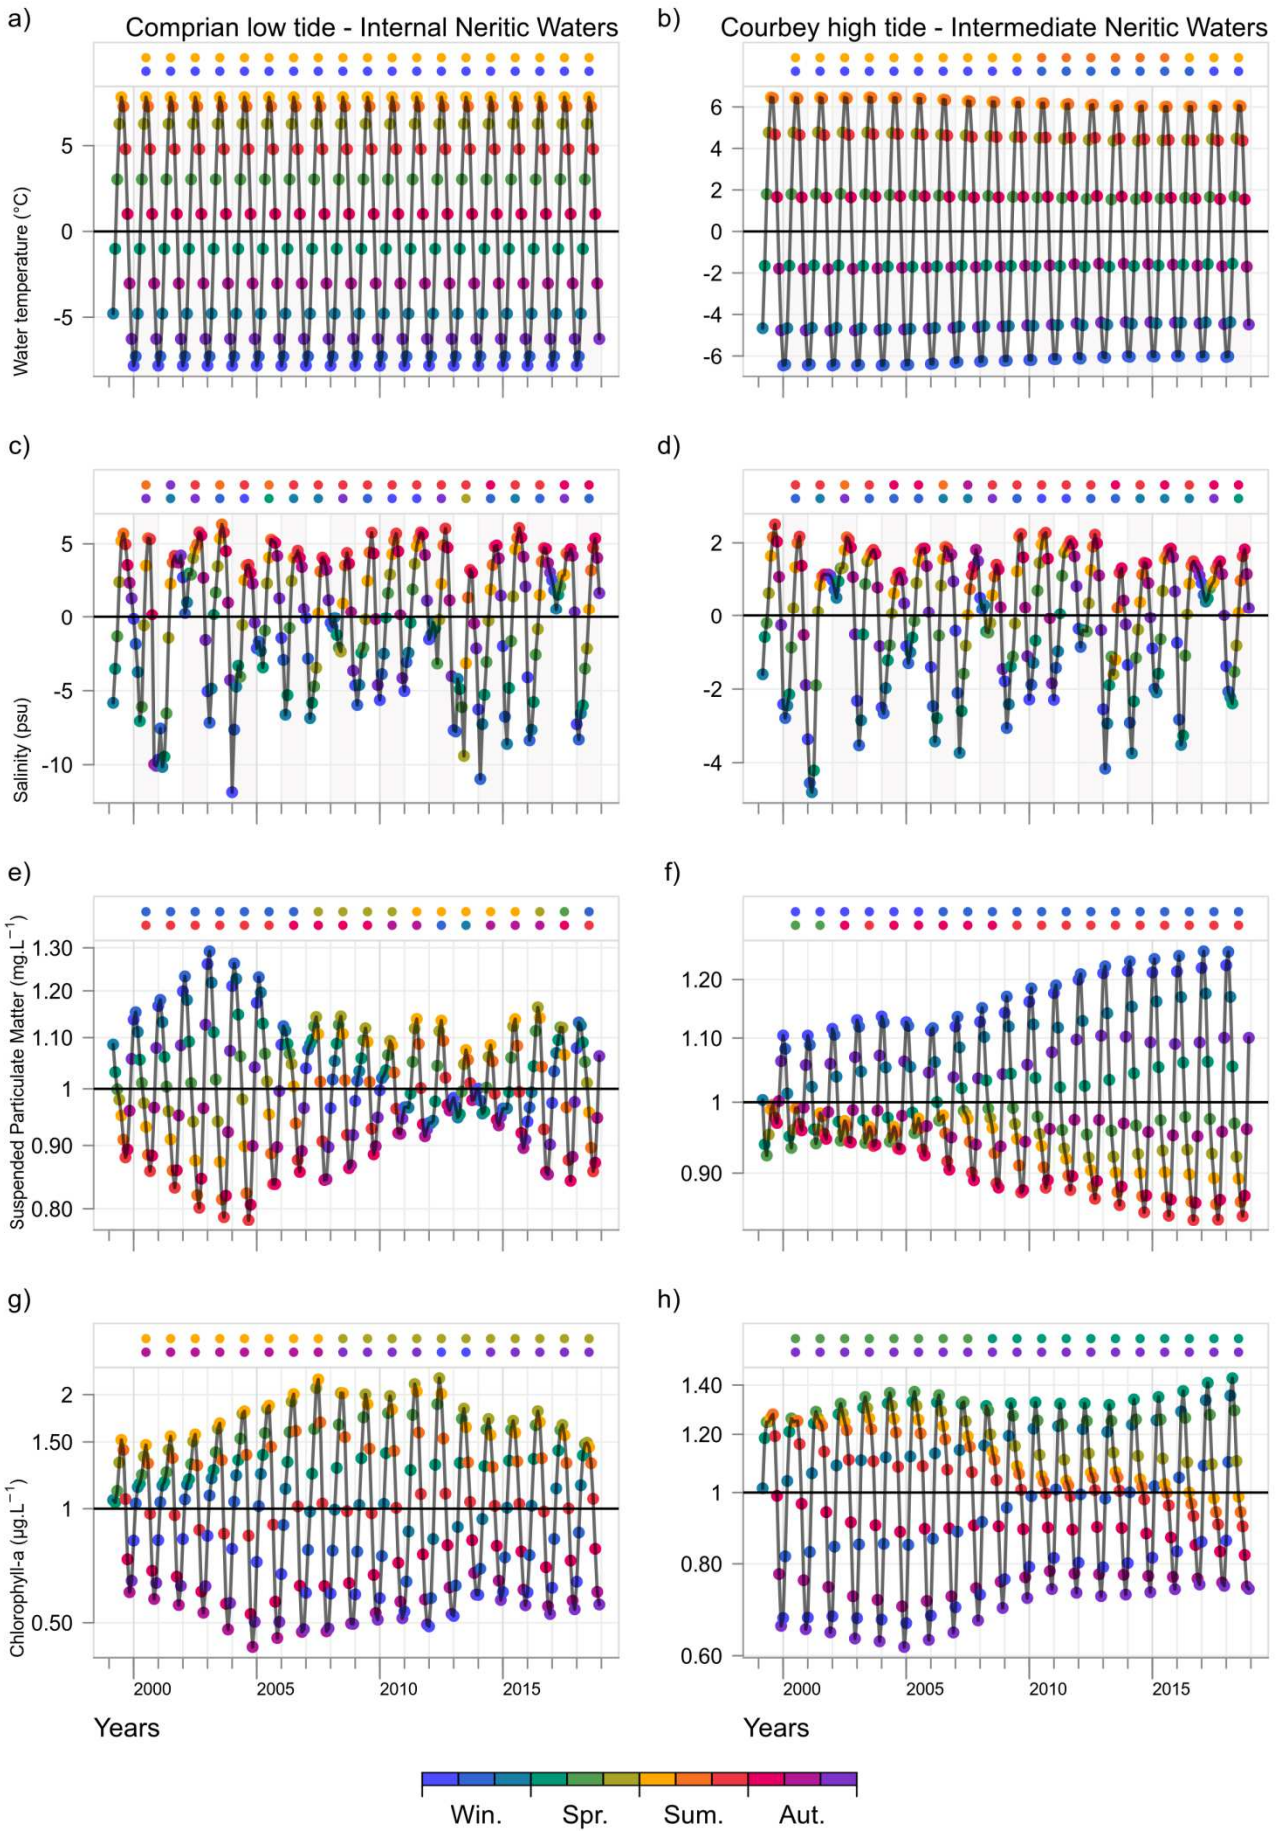 a)
Comprian low tide - Internal Neritic Waters
b)
Courbey high tide - Intermediate Neritic Waters
Water temperature (°C)
5
0
-5
6
4
2
0
-2
-4
-6
c)
d)
Salinity (psu)
5
0
-5
-10
2
0
-2
-4
e)
f)
Suspended Particulate Matter (mg.L⁻¹)
1.30
1.20
1.10
1
0.90
0.80
1.20
1.10
1
0.90
g)
h)
Chlorophyll-a (µg.L⁻¹)
2
1.50
1
0.50
1.40
1.20
1
0.80
0.60
2000 2005 2010 2015
2000 2005 2010 2015
Years
Years
Win. Spr. Sum. Aut.